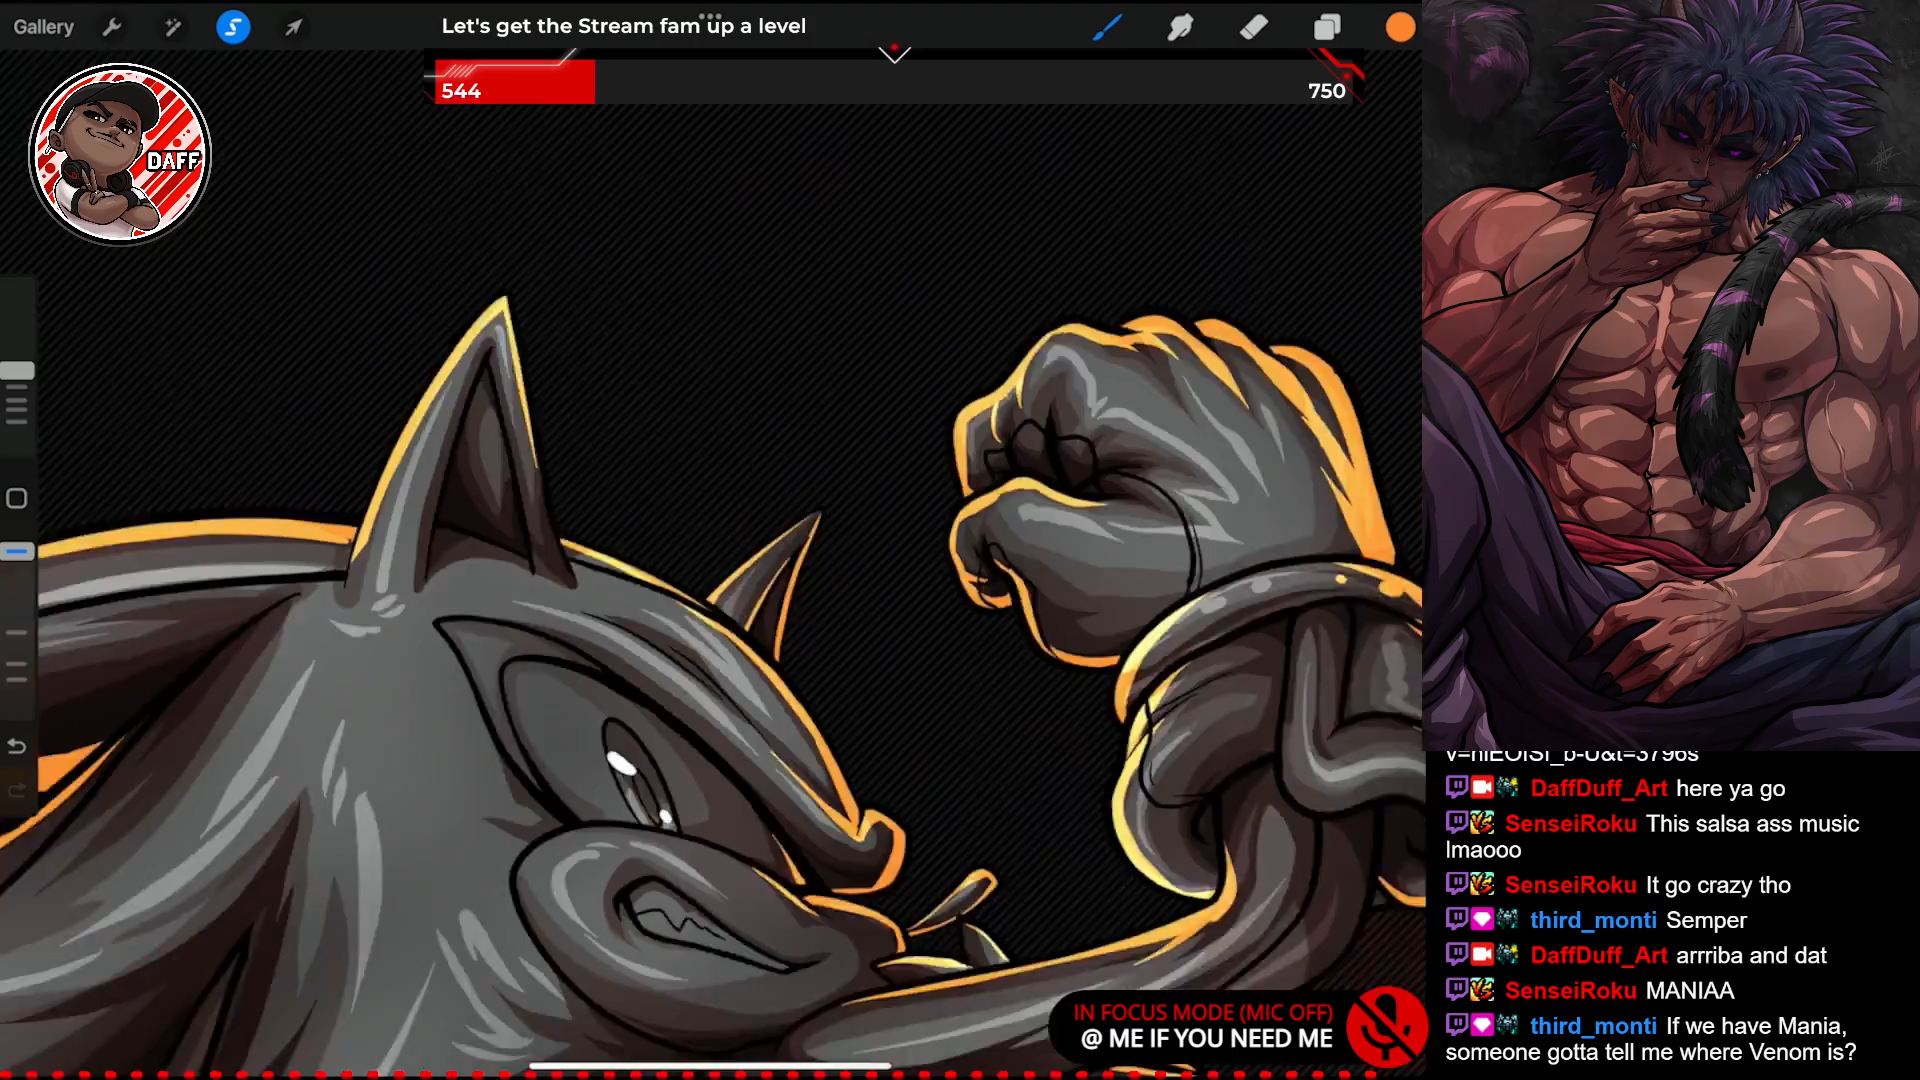 Gallery
Let's get the Stream fam up a level
544
750
DAFF
DaffDuff_Art here ya go
SenseiRoku This salsa ass music
lmaooo
SenseiRoku It go crazy tho
third_monti Semper
DaffDuff_Art arrriba and dat
SenseiRoku MANIAA
third_monti If we have Mania,
someone gotta tell me where Venom is?
IN FOCUS MODE (MIC OFF)
@ ME IF YOU NEED ME